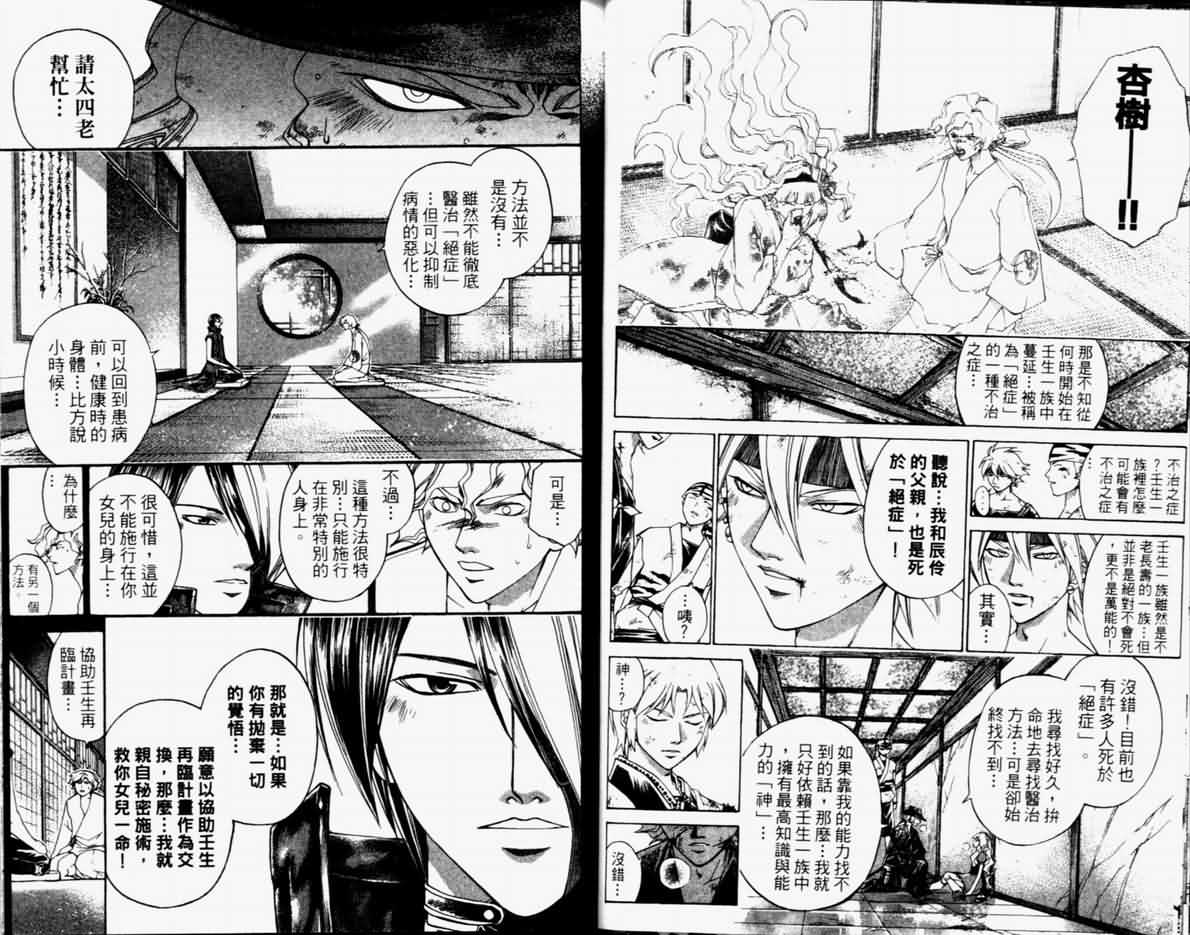 杏樹——!!
那是不知從
何時開始在
壬生一族中
蔓延…被稱
為「絕症」
的一種不治
之症…
不治之症
?壬生一
族裡怎麼
可能會有
不治之症
壬生一族雖然是不
老長壽的一族…但
並非是絕對不會死
,更不是萬能的!
其實…
聽說…我和辰伶
的父親,也是死
於「絕症」!
…咦?
沒錯!目前也
有許多人死於
「絕症」。
我尋找好久,拚
命地去尋找醫治
方法…可是卻始
終找不到…
如果靠我的能力找不
到的話,那麼…我就
只好依賴壬生一族中
,擁有最高知識與能
力的「神」…
神…?
沒錯…
請太四老
幫忙…
方法並不
是沒有…
雖然不能徹底
醫治「絕症」
…但可以抑制
病情的惡化…
可以回到患病
前,健康時的
身體…比方說
小時候…
可是…
不過…
這種方法很特
別…只能施行
在非常特別的
人身上。
很可惜,這並
不能施行在你
女兒的身上…
為什麼
…
有另一個
方法。
那就是…如果
你有拋棄一切
的覺悟…
願意以協助壬生
再臨計畫作為交
換,那麼…我就
親自秘密施術,
救你女兒一命!
協助壬生再
臨計畫…